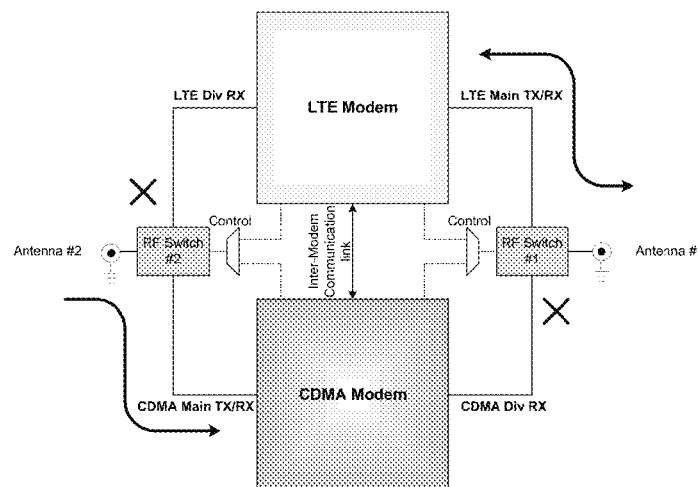 LTE Div RX
LTE Modem
LTE Main TX/RX
Control
Control
Antenna #2
RF Switch
#2
Inter-Modem
Communication
link
RF Switch
#1
Antenna #
CDMA Main TX/RX
CDMA Modem
CDMA Div RX